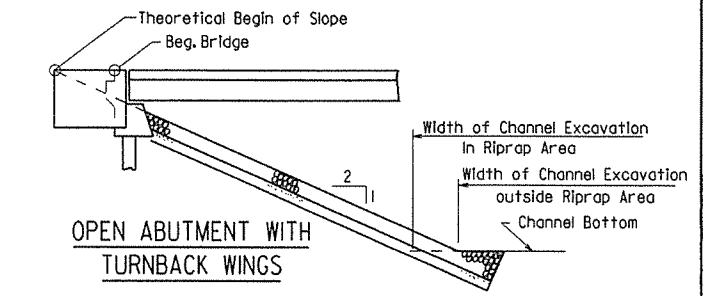 Theoretical Begin of Slope
Beg. Bridge
Width of Channel Excavation
In Riprap Area
2
1
Width of Channel Excavation
outside Riprap Area
Channel Bottom
OPEN ABUTMENT WITH
TURNBACK WINGS